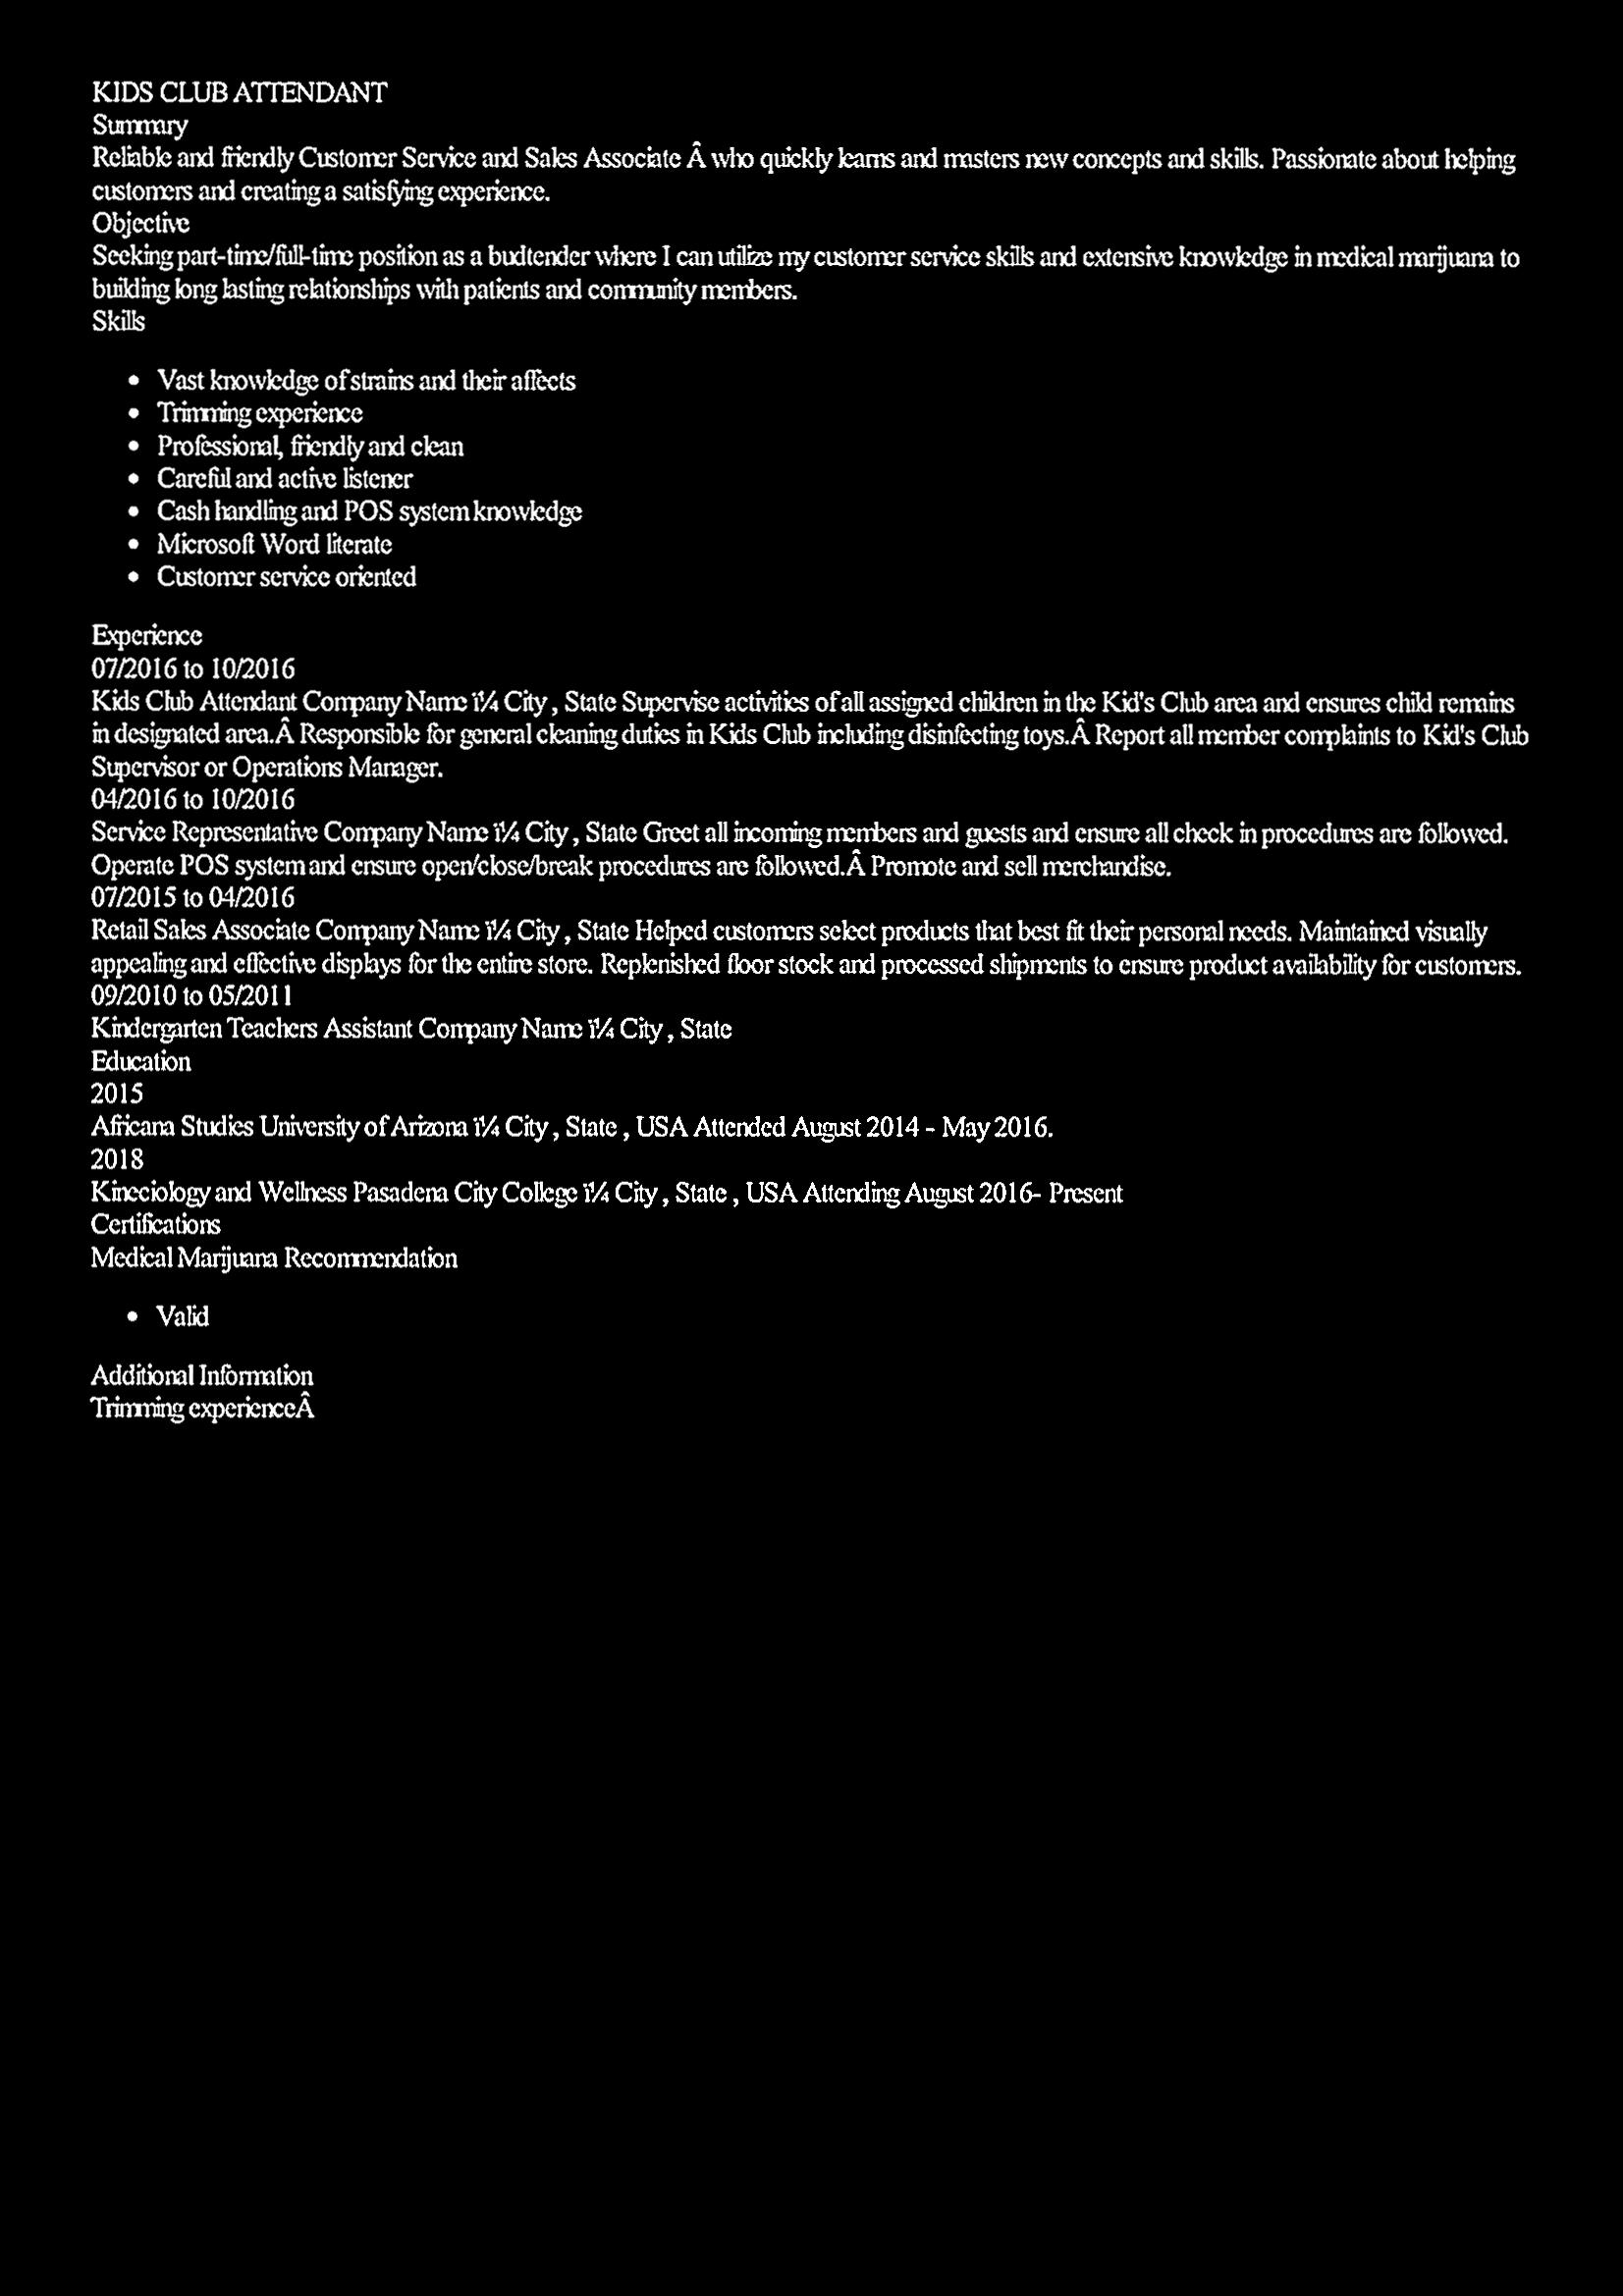 KIDS CLUB ATTENDANT
Summary
Reliable and friendly Customer Service and Sales Associate Â who quickly learns and masters new concepts and skills. Passionate about helping
customers and creating a satisfying experience.
Objective
Seeking part-time/full-time position as a budtender where I can utilize my customer service skills and extensive knowledge in medical marijuana to
building long lasting relationships with patients and community members.
Skills
• Vast knowledge of strains and their affects
• Trimming experience
• Professional, friendly and clean
• Careful and active listener
• Cash handling and POS system knowledge
• Microsoft Word literate
• Customer service oriented
Experience
07/2016 to 10/2016
Kids Club Attendant Company Name ï¼ City , State Supervise activities of all assigned children in the Kid's Club area and ensures child remains
in designated area.Â Responsible for general cleaning duties in Kids Club including disinfecting toys.Â Report all member complaints to Kid's Club
Supervisor or Operations Manager.
04/2016 to 10/2016
Service Representative Company Name ï¼ City , State Greet all incoming members and guests and ensure all check in procedures are followed.
Operate POS system and ensure open/close/break procedures are followed.Â Promote and sell merchandise.
07/2015 to 04/2016
Retail Sales Associate Company Name ï¼ City , State Helped customers select products that best fit their personal needs. Maintained visually
appealing and effective displays for the entire store. Replenished floor stock and processed shipments to ensure product availability for customers.
09/2010 to 05/2011
Kindergarten Teachers Assistant Company Name ï¼ City , State
Education
2015
Africana Studies University of Arizona ï¼ City , State , USA Attended August 2014 - May 2016.
2018
Kineciology and Wellness Pasadena City College ï¼ City , State , USA Attending August 2016- Present
Certifications
Medical Marijuana Recommendation
• Valid
Additional Information
Trimming experienceÂ